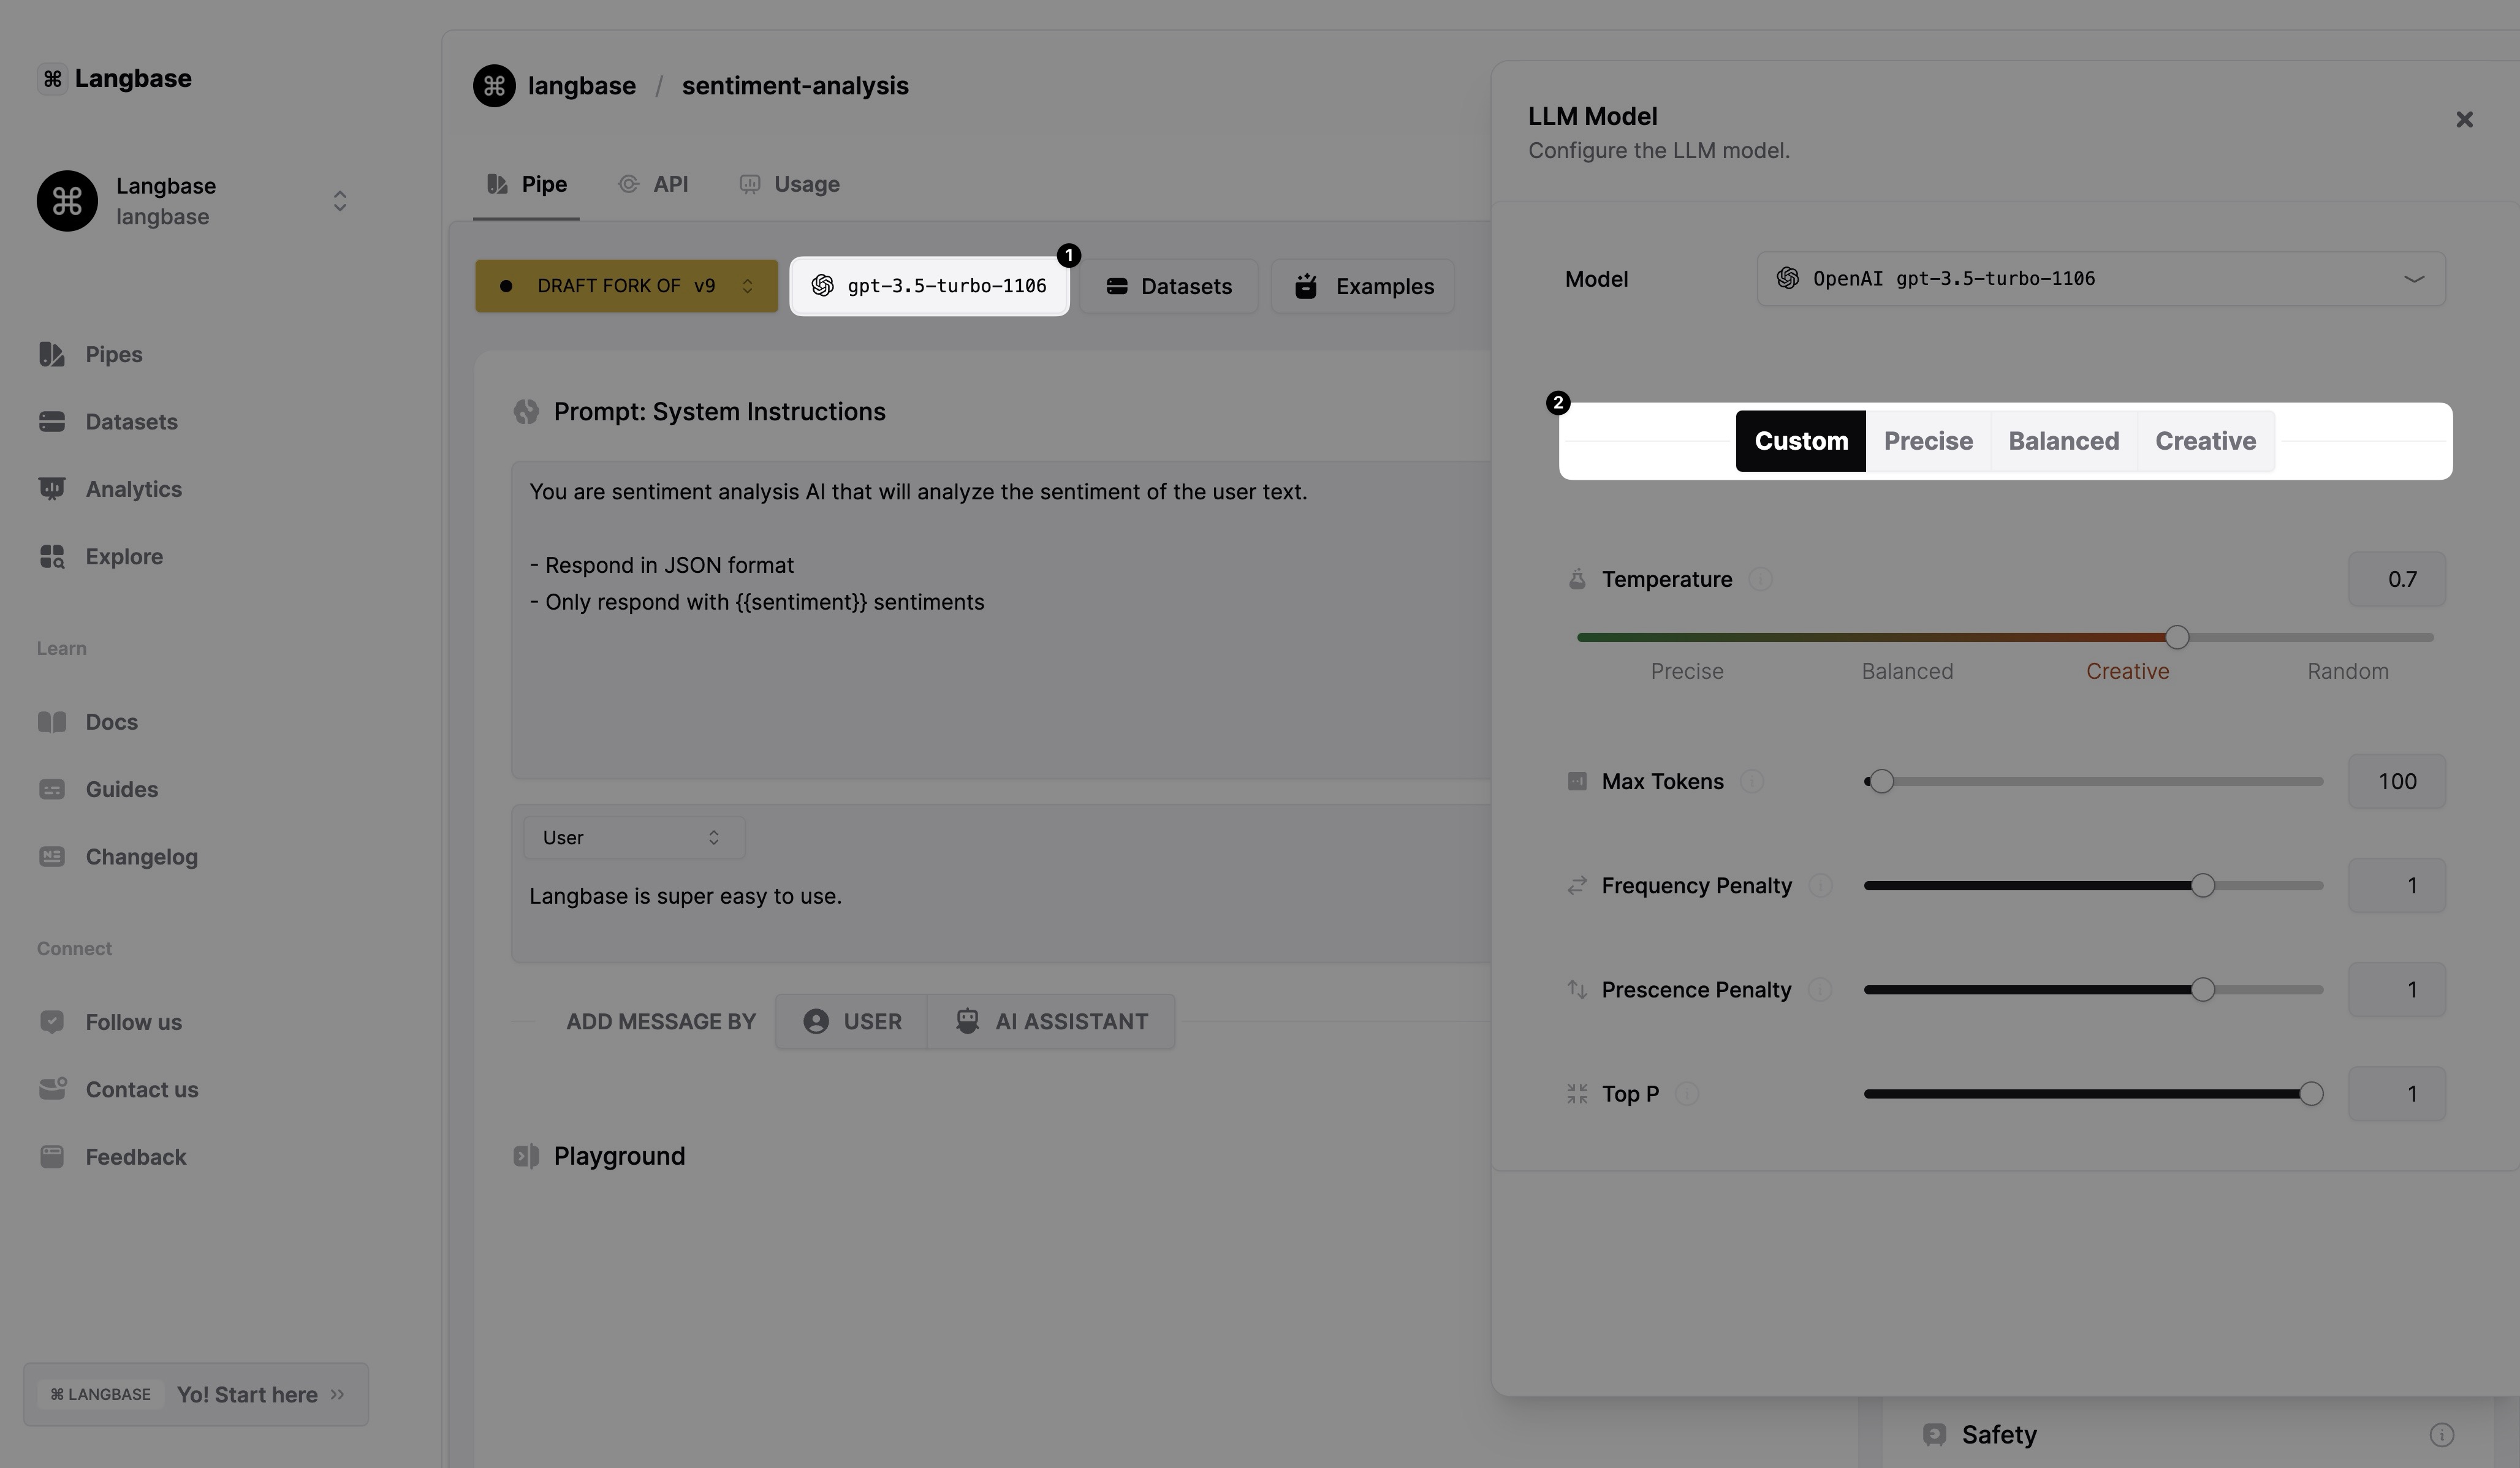 Langbase
Langbase
langbase
Pipes
Datasets
Analytics
Explore
Learn
Docs
Guides
Changelog
Connect
Follow us
Contact us
Feedback
⌘ LANGBASE Yo! Start here
langbase / sentiment-analysis
Pipe API Usage
DRAFT FORK OF v9
gpt-3.5-turbo-1106
1
Datasets
Examples
Prompt: System Instructions
You are sentiment analysis AI that will analyze the sentiment of the user text.
- Respond in JSON format
- Only respond with {{sentiment}} sentiments
User
Langbase is super easy to use.
ADD MESSAGE BY USER AI ASSISTANT
Playground
LLM Model
Configure the LLM model.
Model OpenAI gpt-3.5-turbo-1106
2
Custom Precise Balanced Creative
Temperature 0.7
Precise Balanced Creative Random
Max Tokens 100
Frequency Penalty 1
Prescence Penalty 1
Top P 1
Safety